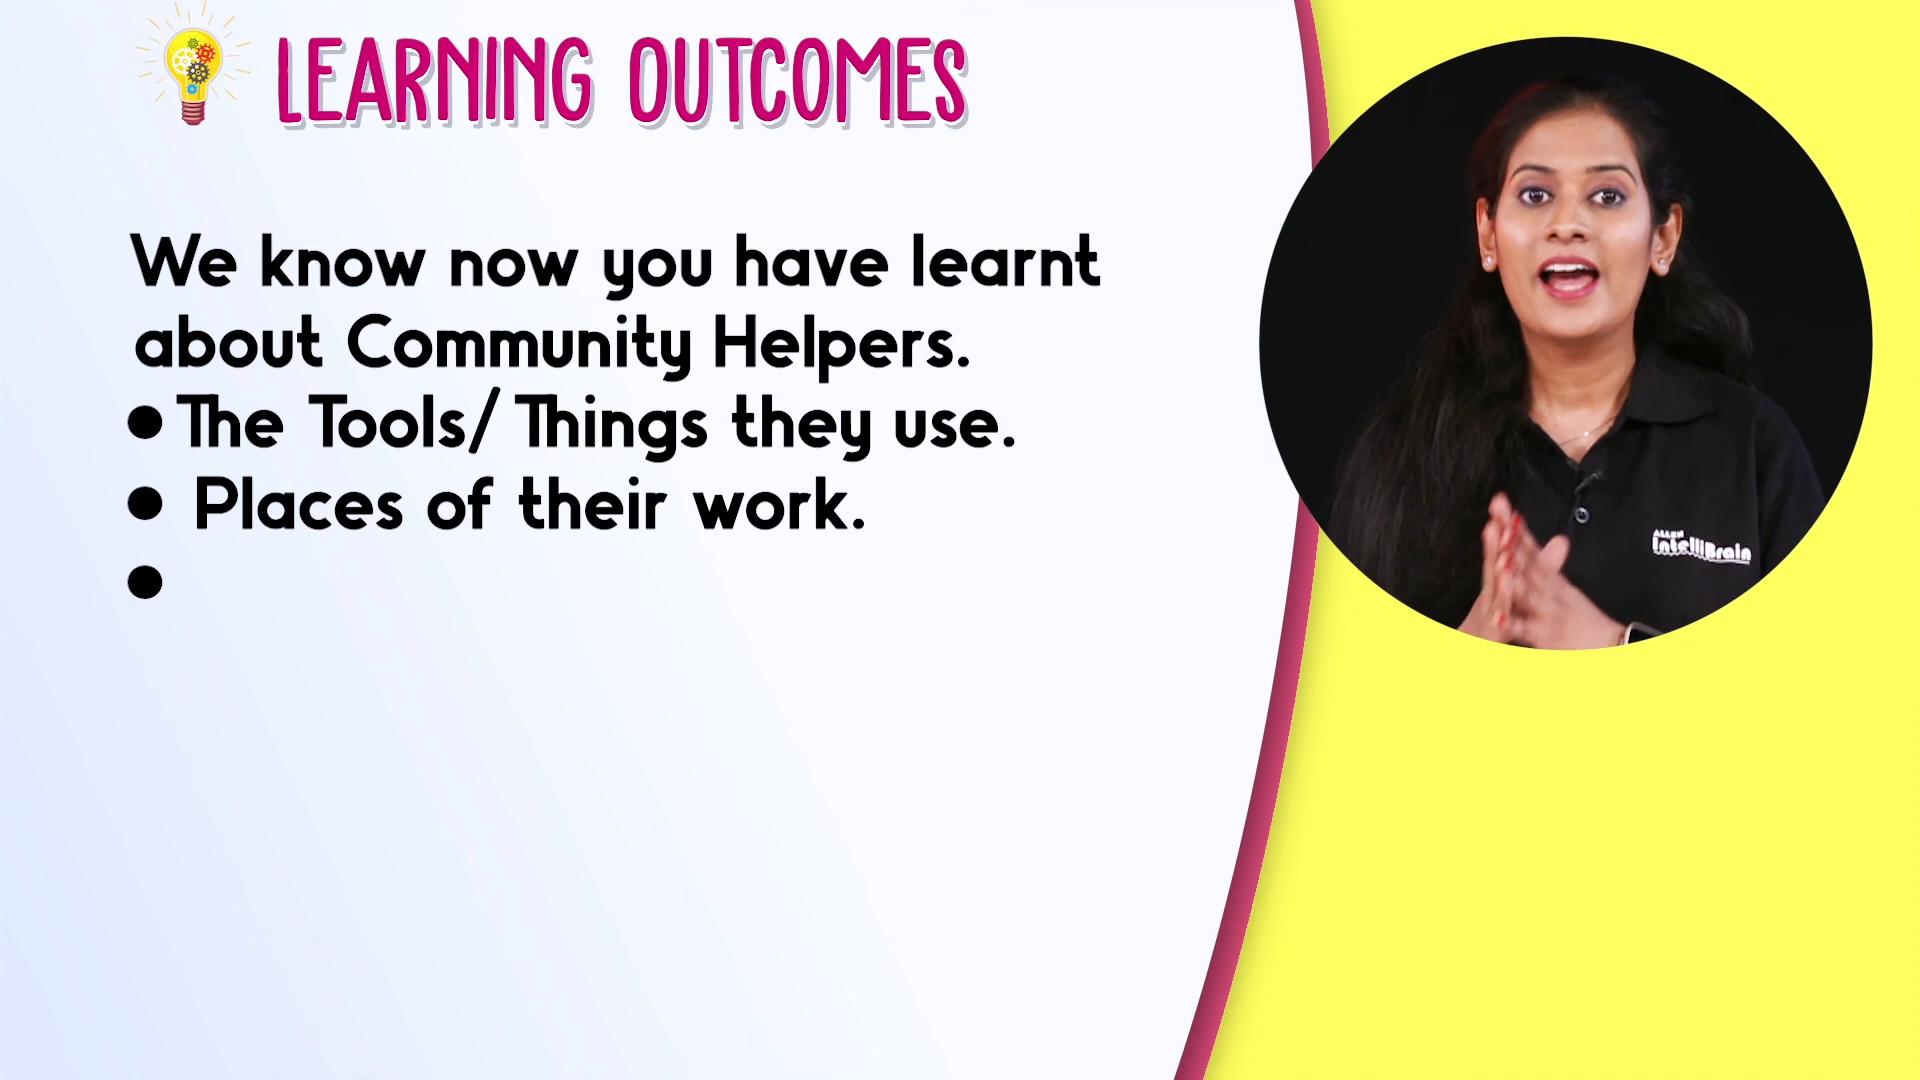 LEARNING OUTCOMES
We know now you have learnt
about Community Helpers.
● The Tools/ Things they use.
● Places of their work.
●
ALLEN
IntelliBrain